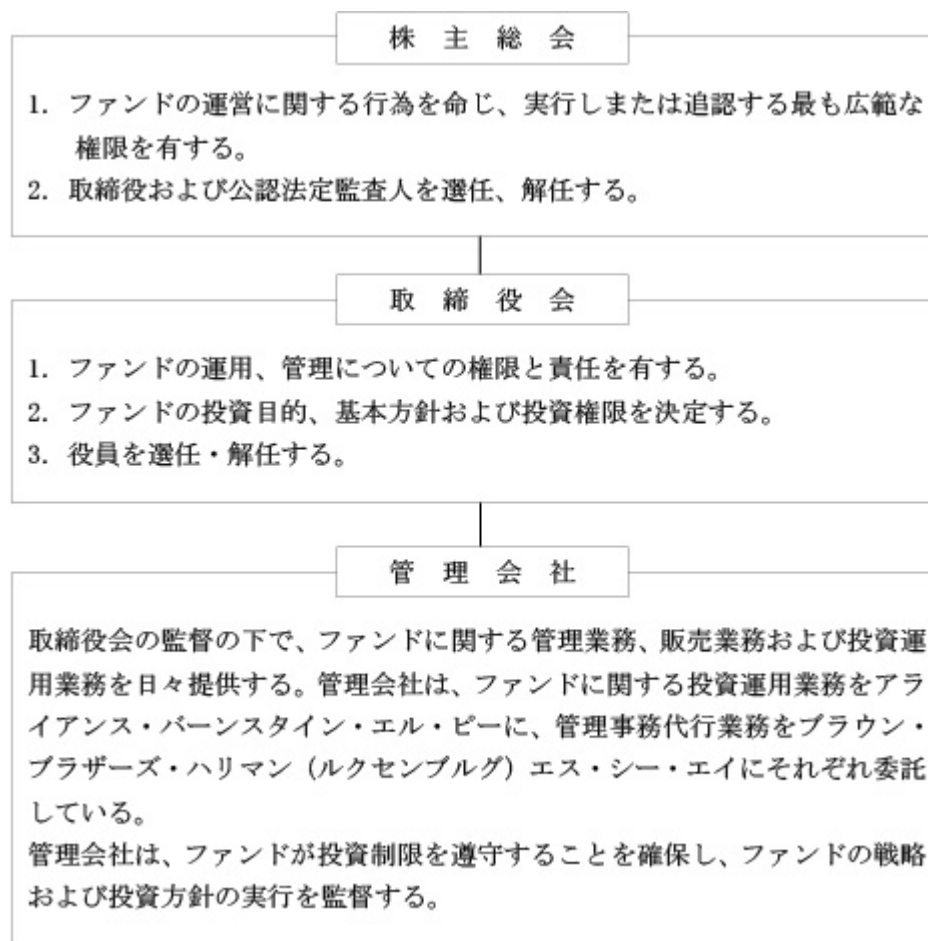 株主総会
1. ファンドの運営に関する行為を命じ、実行しまたは追認する最も広範な
権限を有する。
2. 取締役および公認法定監査人を選任、解任する。
取締役会
1. ファンドの運用、管理についての権限と責任を有する。
2. ファンドの投資目的、基本方針および投資権限を決定する。
3. 役員を選任・解任する。
管理会社
取締役会の監督の下で、ファンドに関する管理業務、販売業務および投資運
用業務を日々提供する。管理会社は、ファンドに関する投資運用業務をアラ
イアンス・バーンスタイン・エル・ピーに、管理事務代行業務をブラウン・
ブラザーズ・ハリマン（ルクセンブルグ）エス・シー・エイにそれぞれ委託
している。
管理会社は、ファンドが投資制限を遵守することを確保し、ファンドの戦略
および投資方針の実行を監督する。